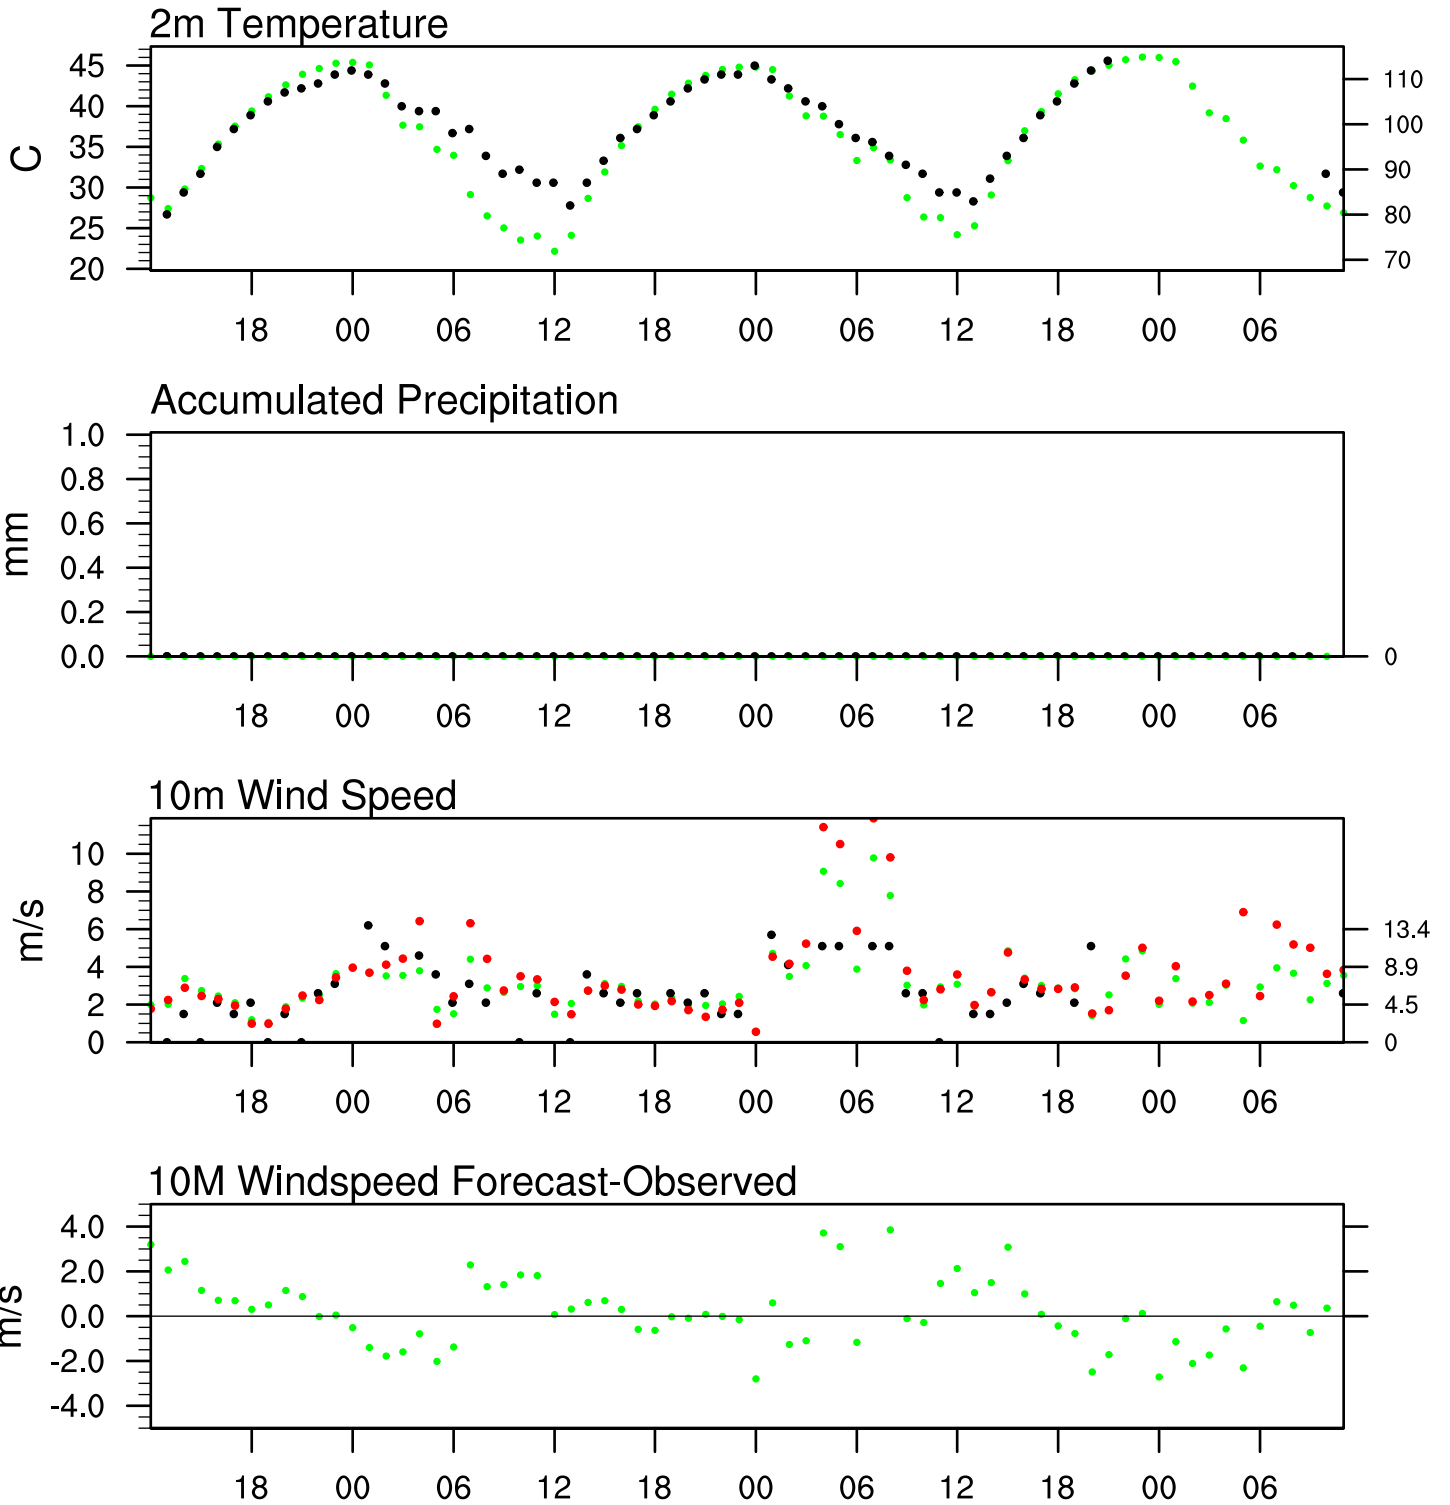 2m Temperature
45
40
35
30
25
20
C
110
100
90
80
70
18 00 06 12 18 00 06 12 18 00 06
Accumulated Precipitation
1.0
0.8
0.6
0.4
0.2
0.0
mm
0
18 00 06 12 18 00 06 12 18 00 06
10m Wind Speed
10
8
6
4
2
0
m/s
13.4
8.9
4.5
0
18 00 06 12 18 00 06 12 18 00 06
10M Windspeed Forecast-Observed
4.0
2.0
0.0
-2.0
-4.0
m/s
18 00 06 12 18 00 06 12 18 00 06